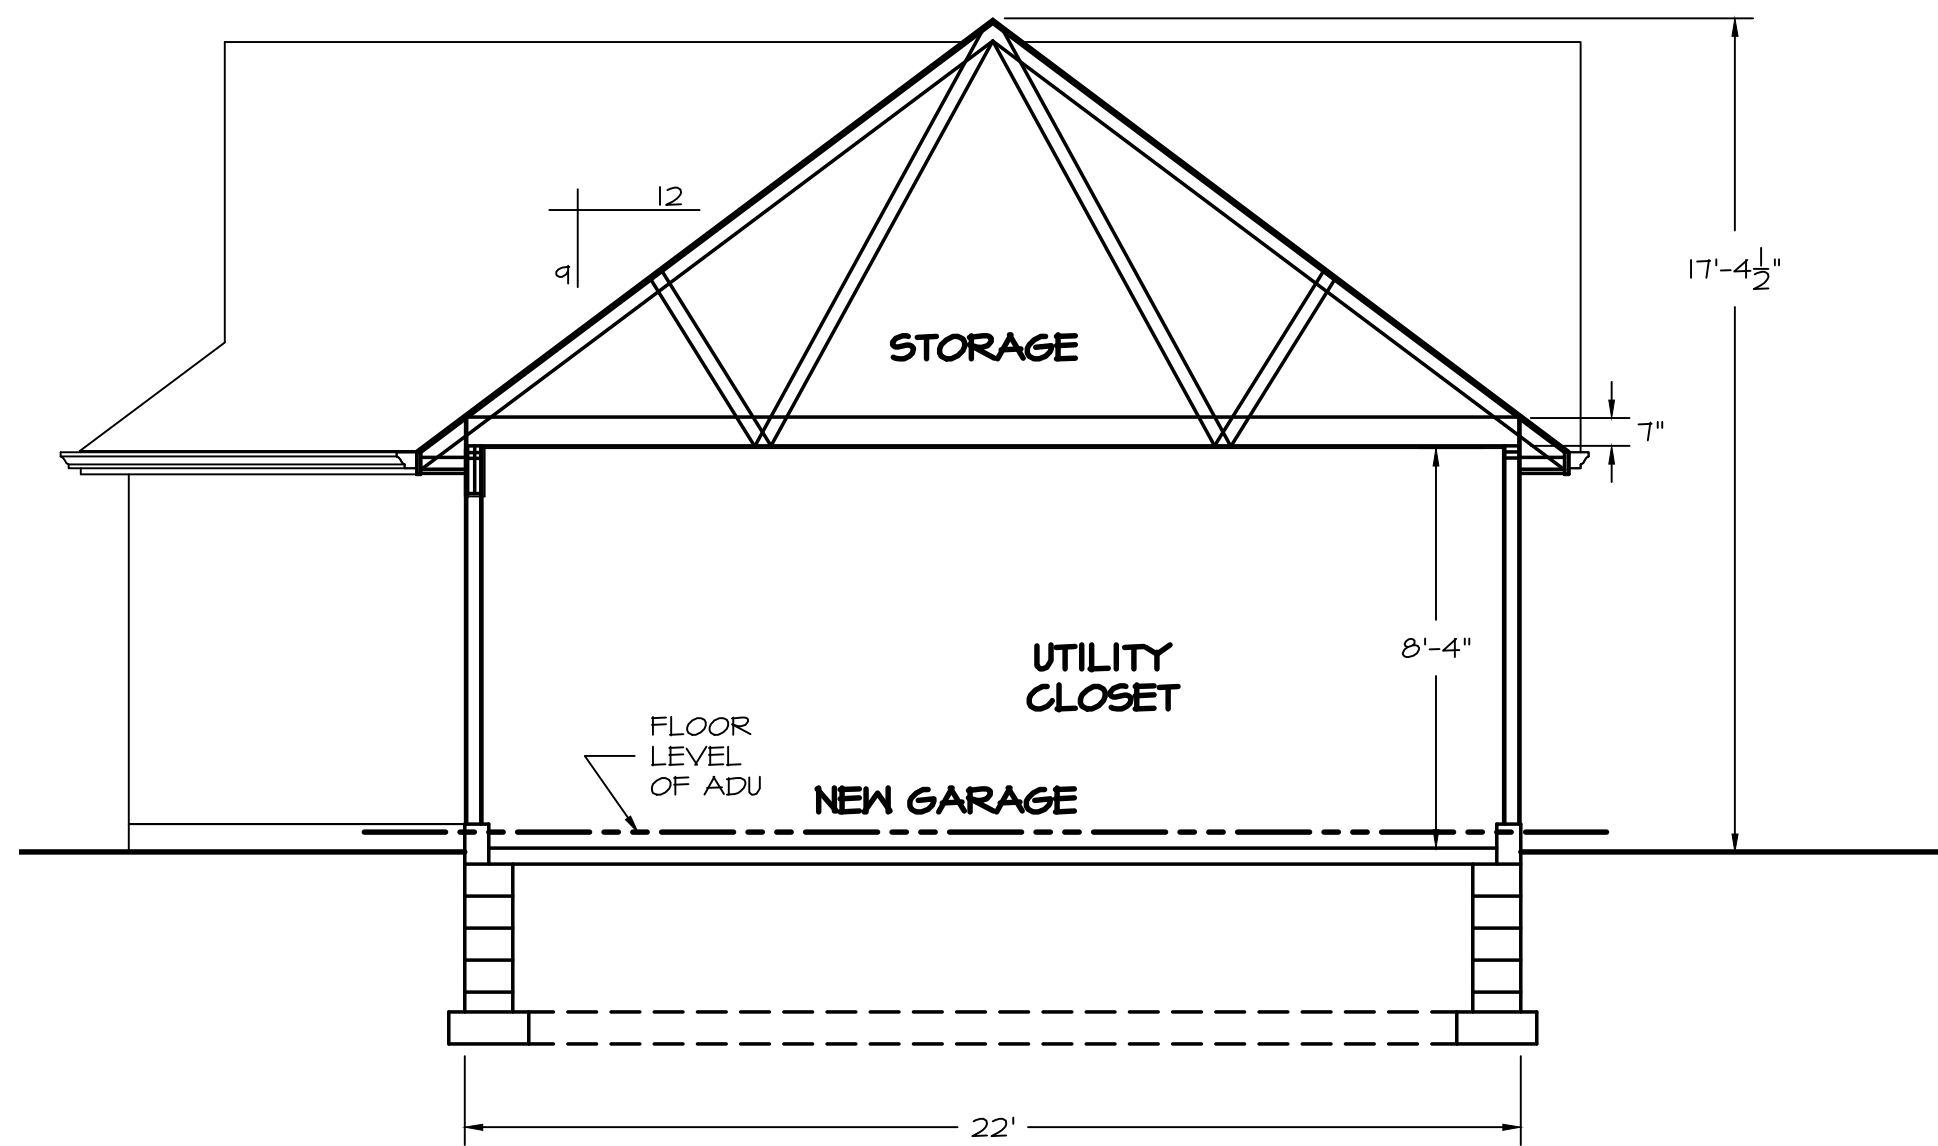 12
9
17'-4 1/2"
STORAGE
7"
8'-4"
UTILITY
CLOSET
FLOOR
LEVEL
OF ADU
NEW GARAGE
22'